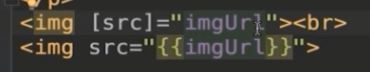 <img [src]="imgUrl"><br>
<img src="{{imgUrl}}">